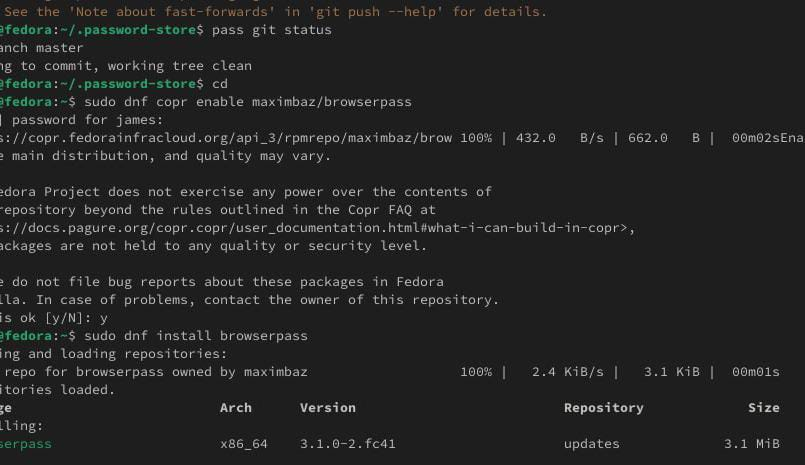 See the 'Note about fast-forwards' in 'git push --help' for details.
@fedora:~/.password-store$ pass git status
anch master
ng to commit, working tree clean
@fedora:~/.password-store$ cd
@fedora:~$ sudo dnf copr enable maximbaz/browserpass
] password for james:
s://copr.fedorainfracloud.org/api_3/rpmrepo/maximbaz/brow 100% | 432.0   B/s | 662.0   B |  00m02sEna
e main distribution, and quality may vary.
edora Project does not exercise any power over the contents of
repository beyond the rules outlined in the Copr FAQ at
s://docs.pagure.org/copr.copr/user_documentation.html#what-i-can-build-in-copr>,
ackages are not held to any quality or security level.
e do not file bug reports about these packages in Fedora
lla. In case of problems, contact the owner of this repository.
is ok [y/N]: y
@fedora:~$ sudo dnf install browserpass
ing and loading repositories:
repo for browserpass owned by maximbaz                   100% |   2.4 KiB/s |   3.1 KiB |  00m01s
itories loaded.
ge                          Arch      Version                          Repository             Size
lling:
serpass                     x86_64    3.1.0-2.fc41                     updates             3.1 MiB